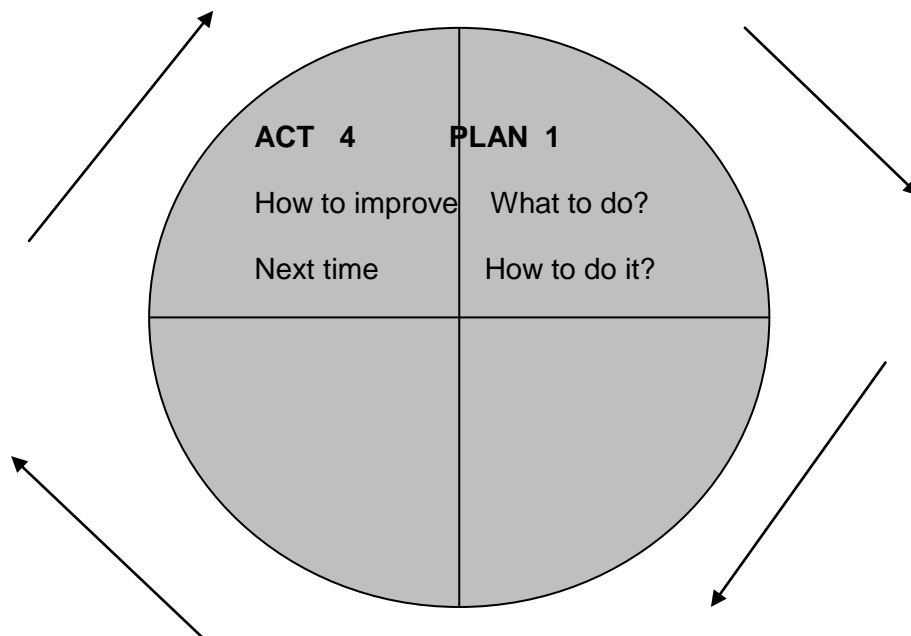 ACT 4 PLAN 1
How to improve What to do?
Next time How to do it?